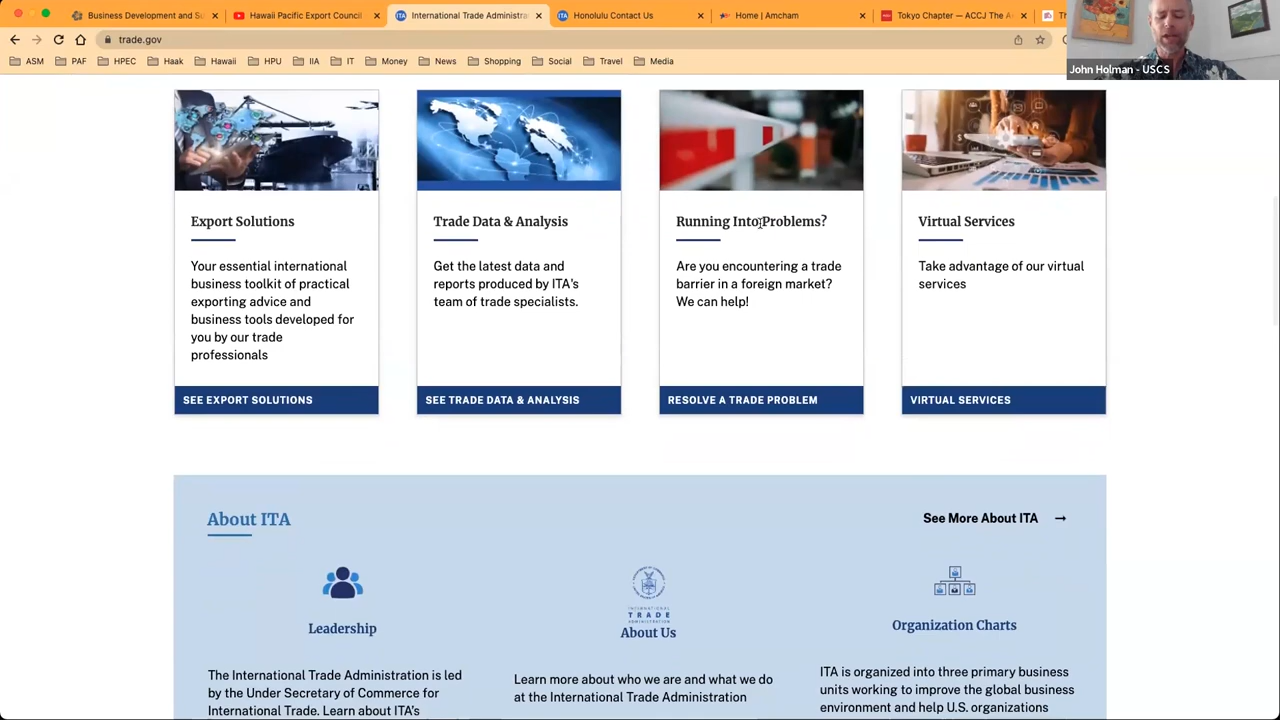 Business Development and S
Hawaii Pacific Export Council
International Trade Administra
Honolulu Contact Us
Home | Amcham
Tokyo Chapter — ACCJ The A
Th
trade.gov
ASM
PAF
HPEC
Haak
Hawaii
HPU
IIA
IT
Money
News
Shopping
Social
Travel
Media
John Holman - USCS
Export Solutions
Your essential international
business toolkit of practical
exporting advice and
business tools developed for
you by our trade
professionals
SEE EXPORT SOLUTIONS
Trade Data & Analysis
Get the latest data and
reports produced by ITA's
team of trade specialists.
SEE TRADE DATA & ANALYSIS
Running Into Problems?
Are you encountering a trade
barrier in a foreign market?
We can help!
RESOLVE A TRADE PROBLEM
Virtual Services
Take advantage of our virtual
services
VIRTUAL SERVICES
About ITA
See More About ITA
Leadership
The International Trade Administration is led
by the Under Secretary of Commerce for
International Trade. Learn about ITA's
INTERNATIONAL
TRADE
ADMINISTRATION
About Us
Learn more about who we are and what we do
at the International Trade Administration
Organization Charts
ITA is organized into three primary business
units working to improve the global business
environment and help U.S. organizations